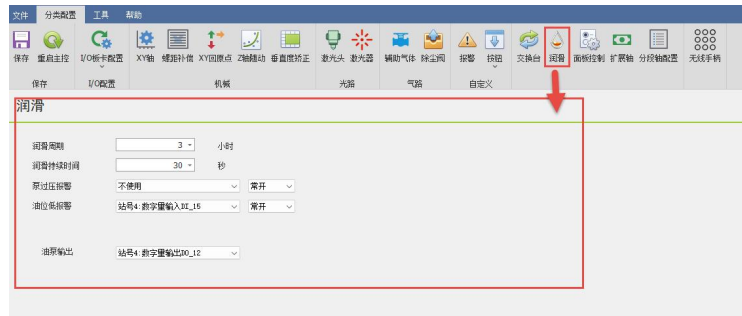 文件 分类配置 工具 帮助
保存 重启主控 I/O板卡配置 XY轴 螺距补偿 XY回原点 Z轴随动 垂直度矫正 激光头 激光器 辅助气体 除尘阀 报警 按钮 交换台 润滑 面板控制 扩展轴 分段轴配置 无线手柄
保存 I/O配置 机械 光路 气路 自定义
润滑
润滑周期 3 小时
润滑持续时间 30 秒
泵过压报警 不使用 常开
油位低报警 站号4:数字量输入DI_15 常开
油泵输出 站号4:数字量输出DO_12